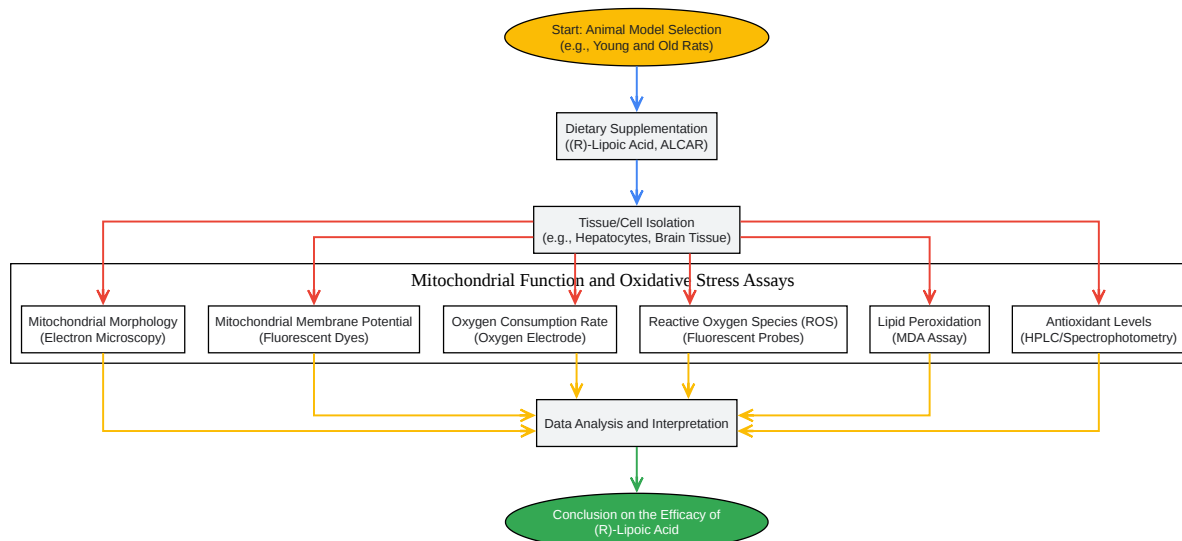 Start: Animal Model Selection
(e.g., Young and Old Rats)
Dietary Supplementation
((R)-Lipoic Acid, ALCAR)
Tissue/Cell Isolation
(e.g., Hepatocytes, Brain Tissue)
Mitochondrial Function and Oxidative Stress Assays
Mitochondrial Morphology
(Electron Microscopy)
Mitochondrial Membrane Potential
(Fluorescent Dyes)
Oxygen Consumption Rate
(Oxygen Electrode)
Reactive Oxygen Species (ROS)
(Fluorescent Probes)
Lipid Peroxidation
(MDA Assay)
Antioxidant Levels
(HPLC/Spectrophotometry)
Data Analysis and Interpretation
Conclusion on the Efficacy of
(R)-Lipoic Acid